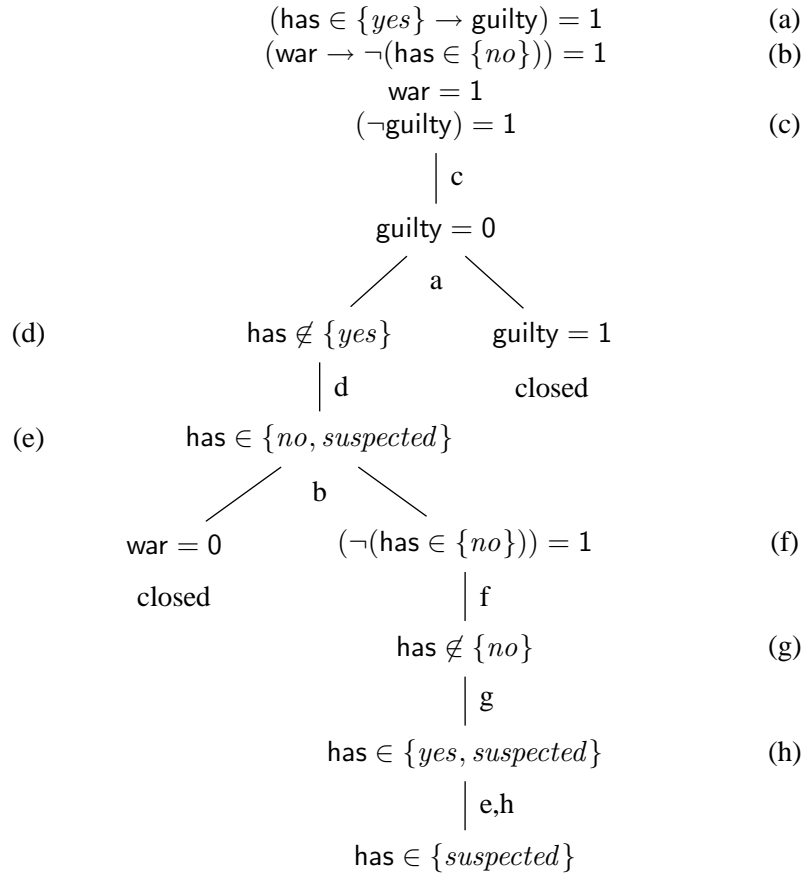 (has ∈ {yes} → guilty) = 1 (a)
(war → ¬(has ∈ {no})) = 1 (b)
war = 1
(¬guilty) = 1 (c)
c
guilty = 0
a
(d) has ∉ {yes} guilty = 1
d closed
(e) has ∈ {no, suspected}
b
war = 0 (¬(has ∈ {no})) = 1 (f)
closed f
has ∉ {no} (g)
g
has ∈ {yes, suspected} (h)
e,h
has ∈ {suspected}